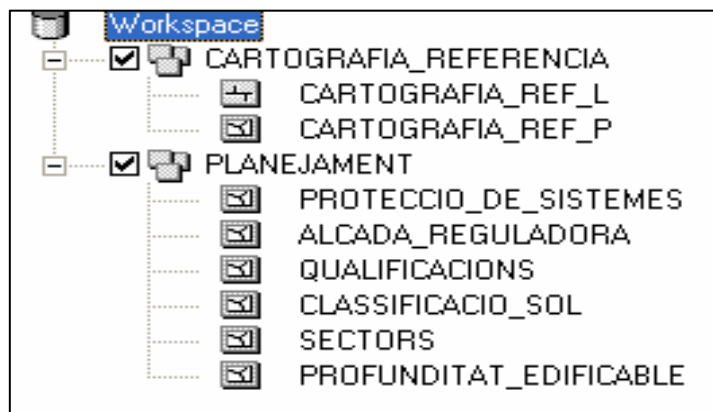 Workspace
CARTOGRAFIA_REFERENCIA
CARTOGRAFIA_REF_L
CARTOGRAFIA_REF_P
PLANEJAMENT
PROTECCIO_DE_SISTEMES
ALCADA_REGULADORA
QUALIFICACIONS
CLASSIFICACIO_SOL
SECTORS
PROFUNDITAT_EDIFICABLE